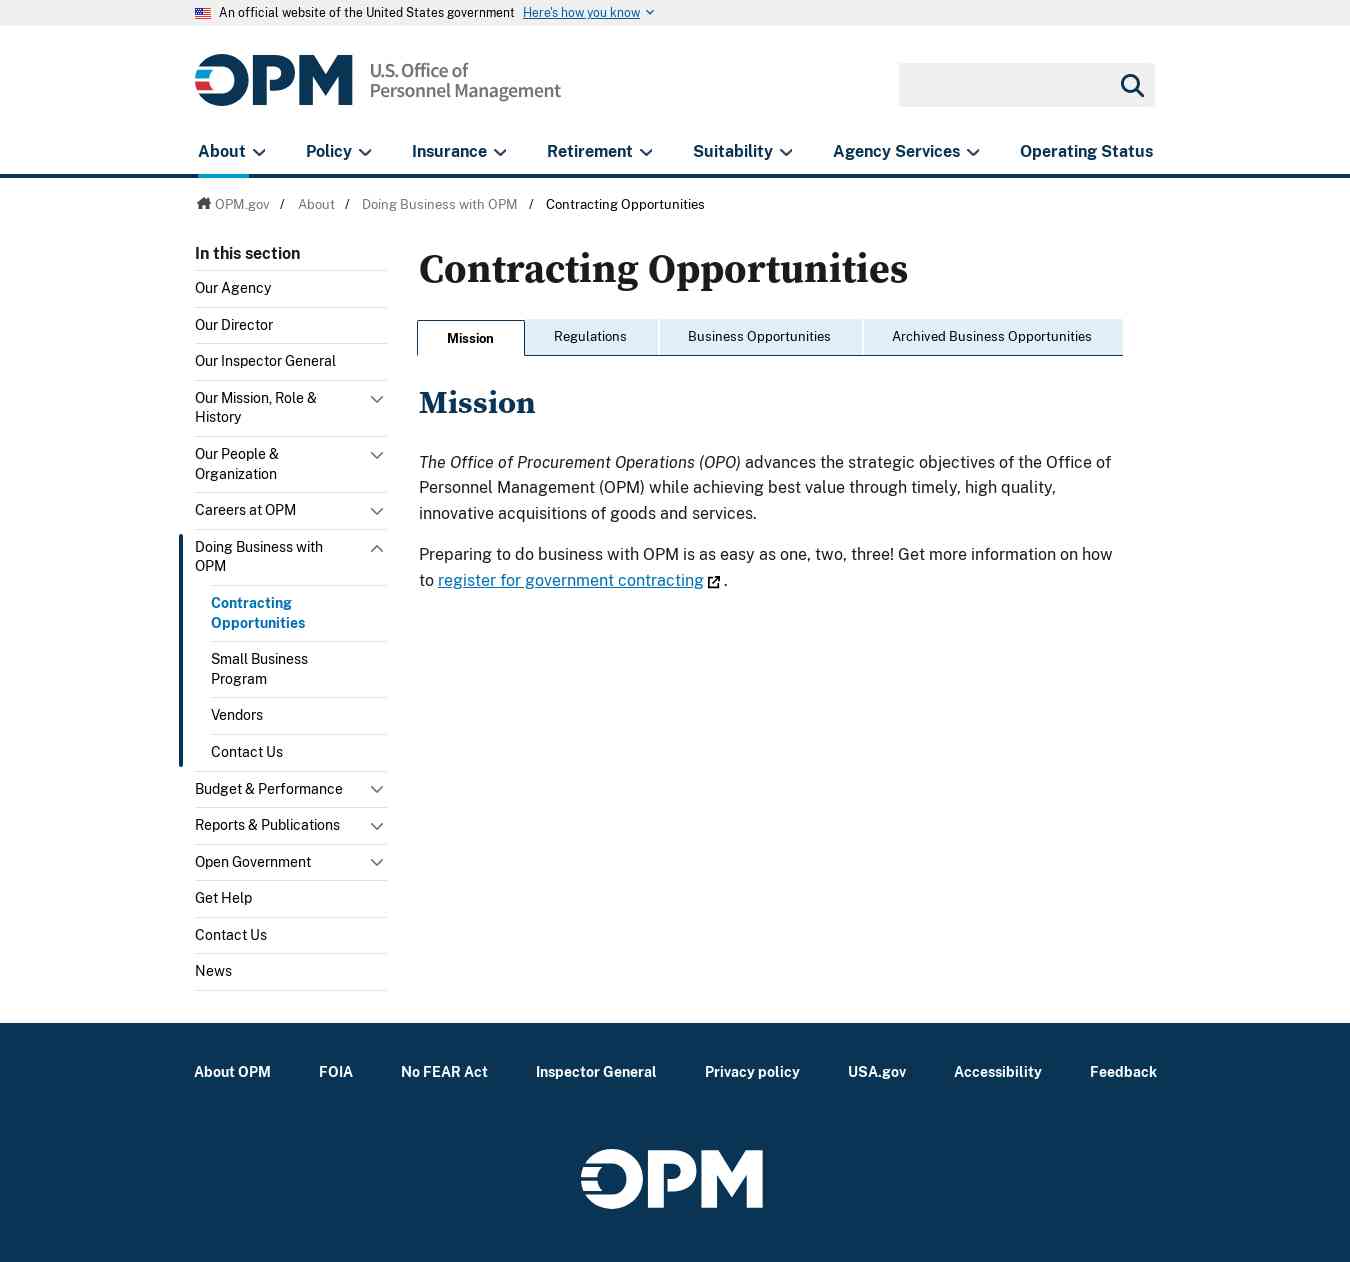 An official website of the United States government Here's how you know
OPM U.S. Office of
Personnel Management
About Policy Insurance Retirement Suitability Agency Services Operating Status
OPM.gov / About / Doing Business with OPM / Contracting Opportunities
In this section
Our Agency
Our Director
Our Inspector General
Our Mission, Role &
History
Our People &
Organization
Careers at OPM
Doing Business with
OPM
Contracting
Opportunities
Small Business
Program
Vendors
Contact Us
Budget & Performance
Reports & Publications
Open Government
Get Help
Contact Us
News
Contracting Opportunities
Mission Regulations Business Opportunities Archived Business Opportunities
Mission
The Office of Procurement Operations (OPO) advances the strategic objectives of the Office of
Personnel Management (OPM) while achieving best value through timely, high quality,
innovative acquisitions of goods and services.
Preparing to do business with OPM is as easy as one, two, three! Get more information on how
to register for government contracting .
About OPM FOIA No FEAR Act Inspector General Privacy policy USA.gov Accessibility Feedback
OPM